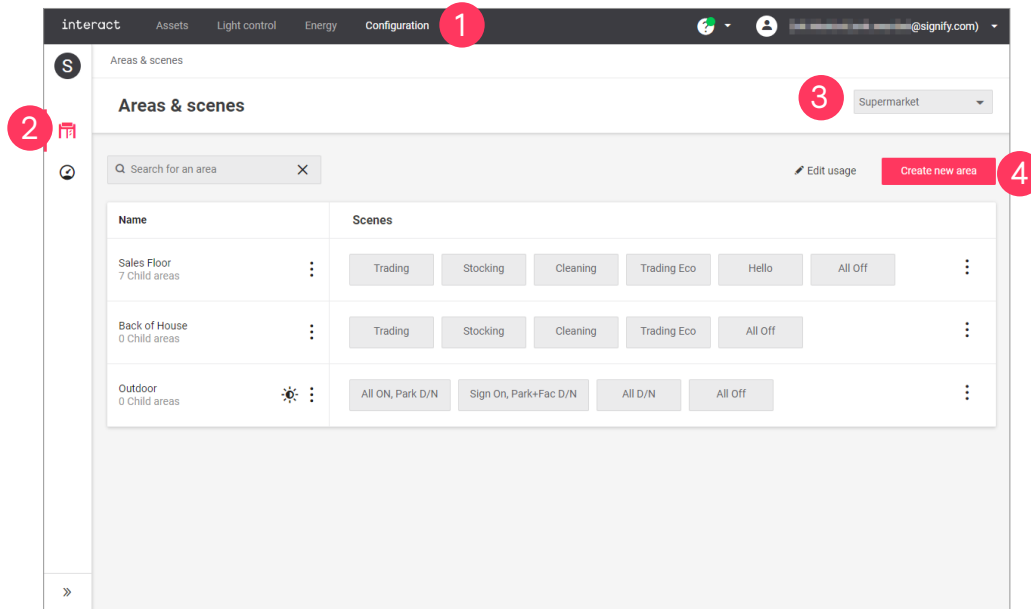 interact Assets Light control Energy Configuration 1 ? @signify.com)
S Areas & scenes
Areas & scenes 3 Supermarket
2
Search for an area Edit usage Create new area 4
Name Scenes
Sales Floor
7 Child areas
Trading Stocking Cleaning Trading Eco Hello All Off
Back of House
0 Child areas
Trading Stocking Cleaning Trading Eco All Off
Outdoor
0 Child areas
All ON, Park D/N Sign On, Park+Fac D/N All D/N All Off